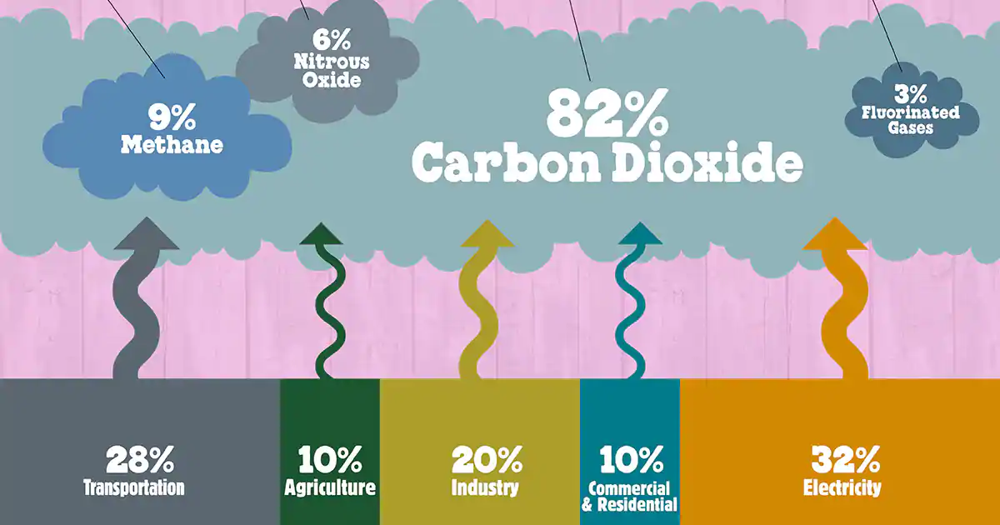 6%
Nitrous
Oxide
9%
Methane
82%
Carbon Dioxide
3%
Fluorinated
Gases
28%
Transportation
10%
Agriculture
20%
Industry
10%
Commercial
& Residential
32%
Electricity